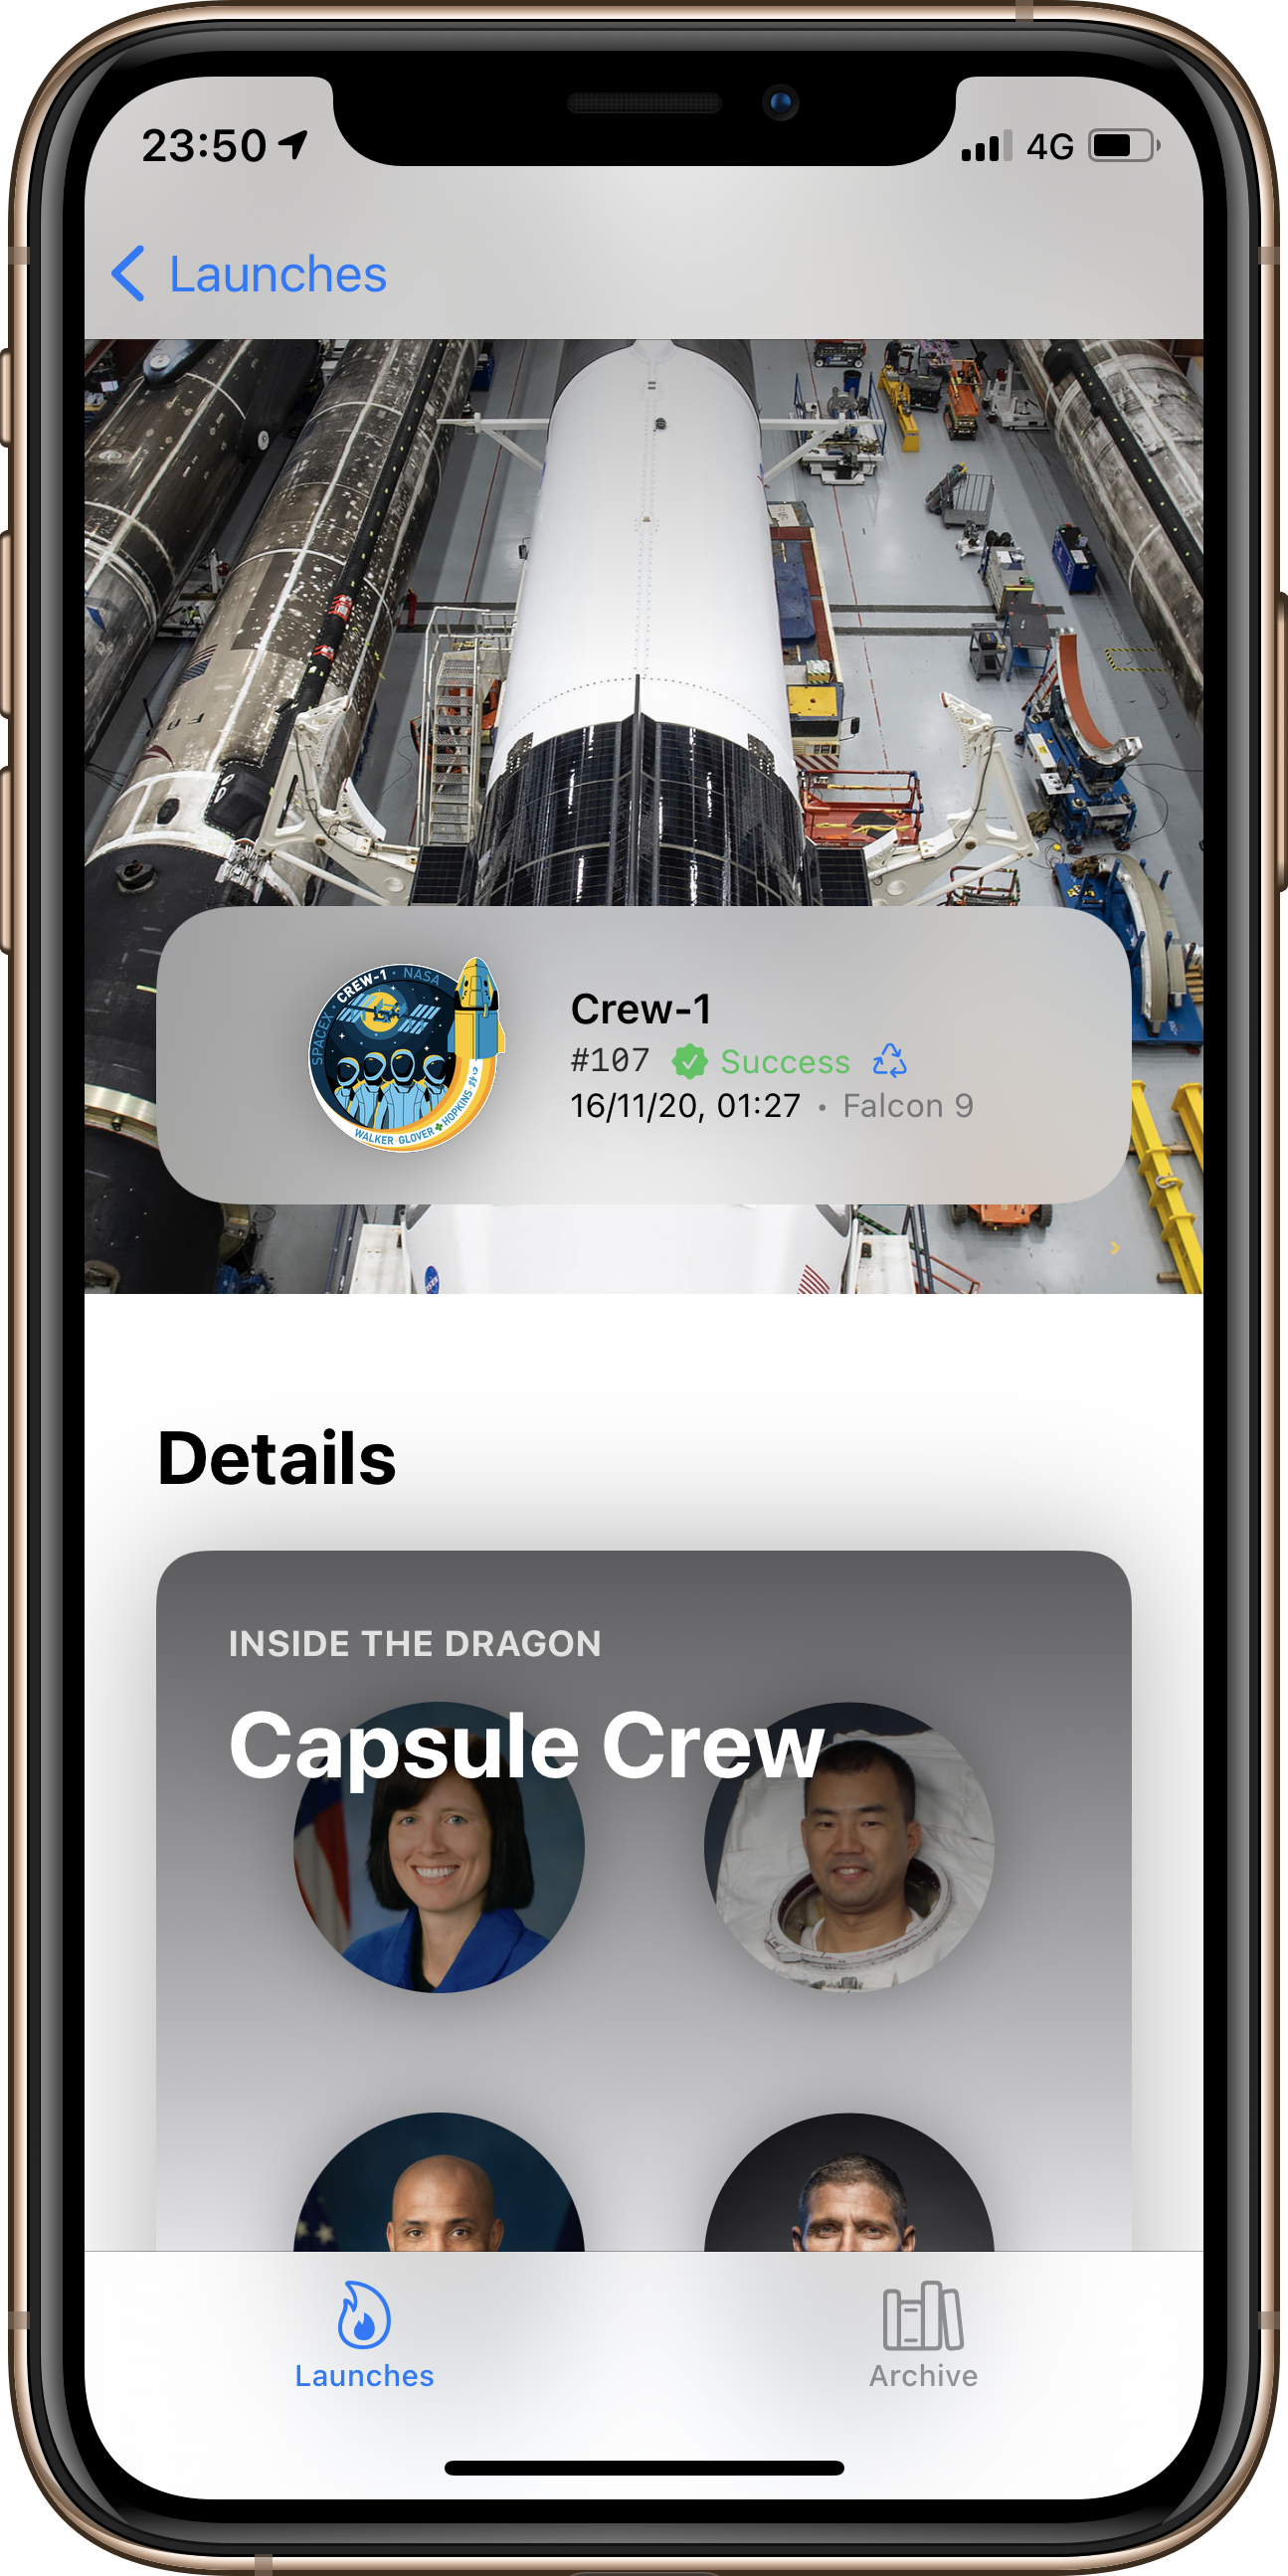 23:50
4G
Launches
CREW-1 · NASA
SPACEX
WALKER · GLOVER HOPKINS
Crew-1
#107 Success
16/11/20, 01:27 • Falcon 9
Details
INSIDE THE DRAGON
Capsule Crew
Launches
Archive